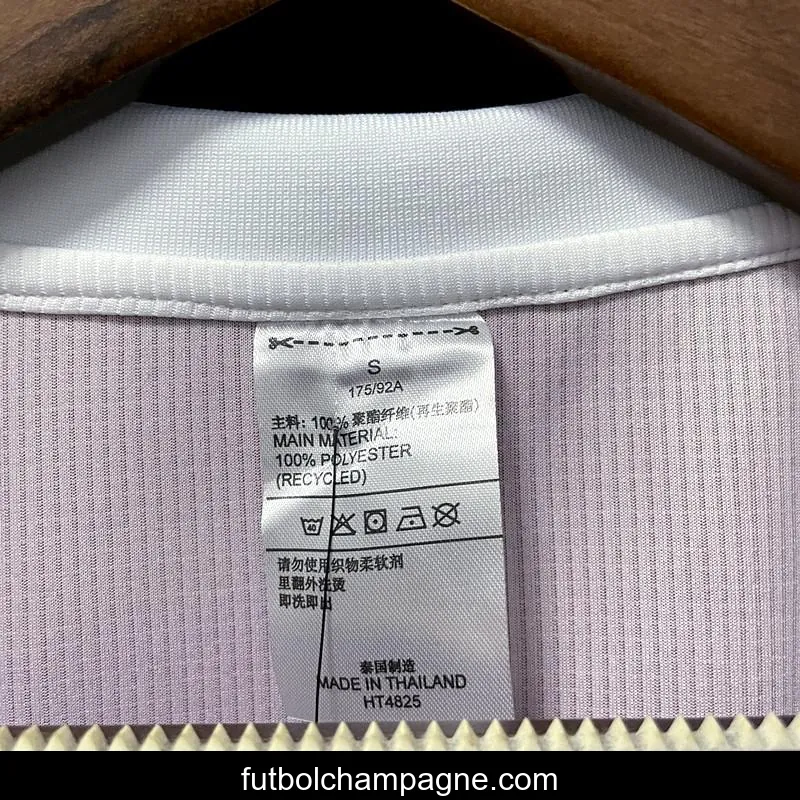 S
175/92A
主料：100%聚酯纤维(再生聚酯)
MAIN MATERIAL:
100% POLYESTER
(RECYCLED)
40
请勿使用织物柔软剂
里翻外洗烫
即洗即出
泰国制造
MADE IN THAILAND
HT4825
futbolchampagne.com